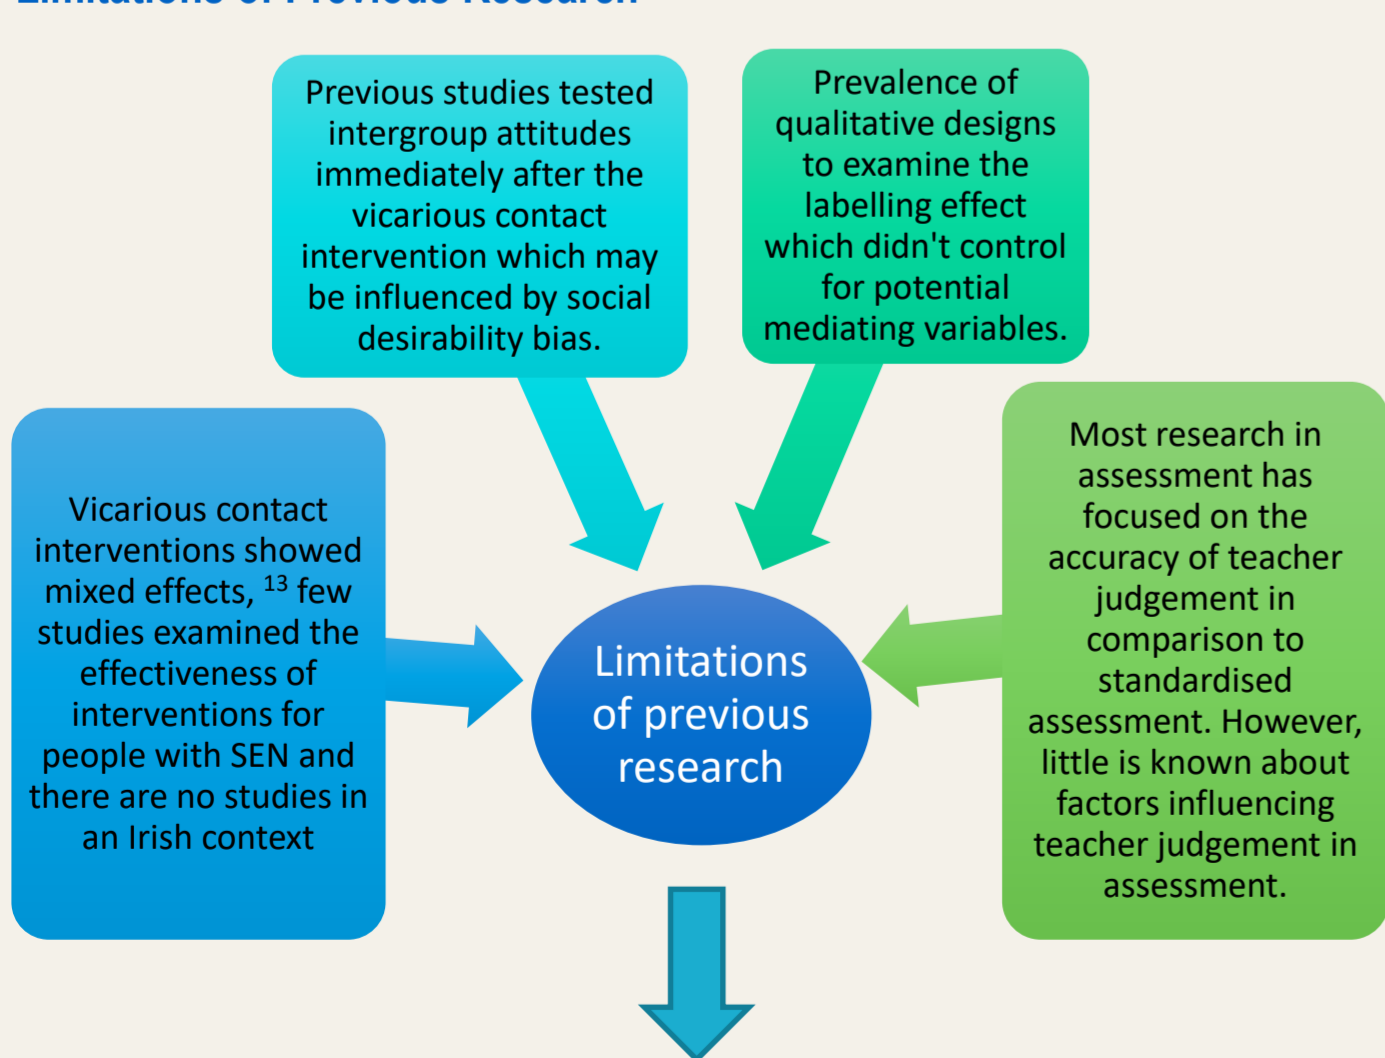 Limitations of Previous Research
Previous studies tested
intergroup attitudes
immediately after the
vicarious contact
intervention which may
be influenced by social
desirability bias.
Prevalence of
qualitative designs
to examine the
labelling effect
which didn't control
for potential
mediating variables.
Vicarious contact
interventions showed
mixed effects, ¹³ few
studies examined the
effectiveness of
interventions for
people with SEN and
there are no studies in
an Irish context
Most research in
assessment has
focused on the
accuracy of teacher
judgement in
comparison to
standardised
assessment. However,
little is known about
factors influencing
teacher judgement in
assessment.
Limitations
of previous
research